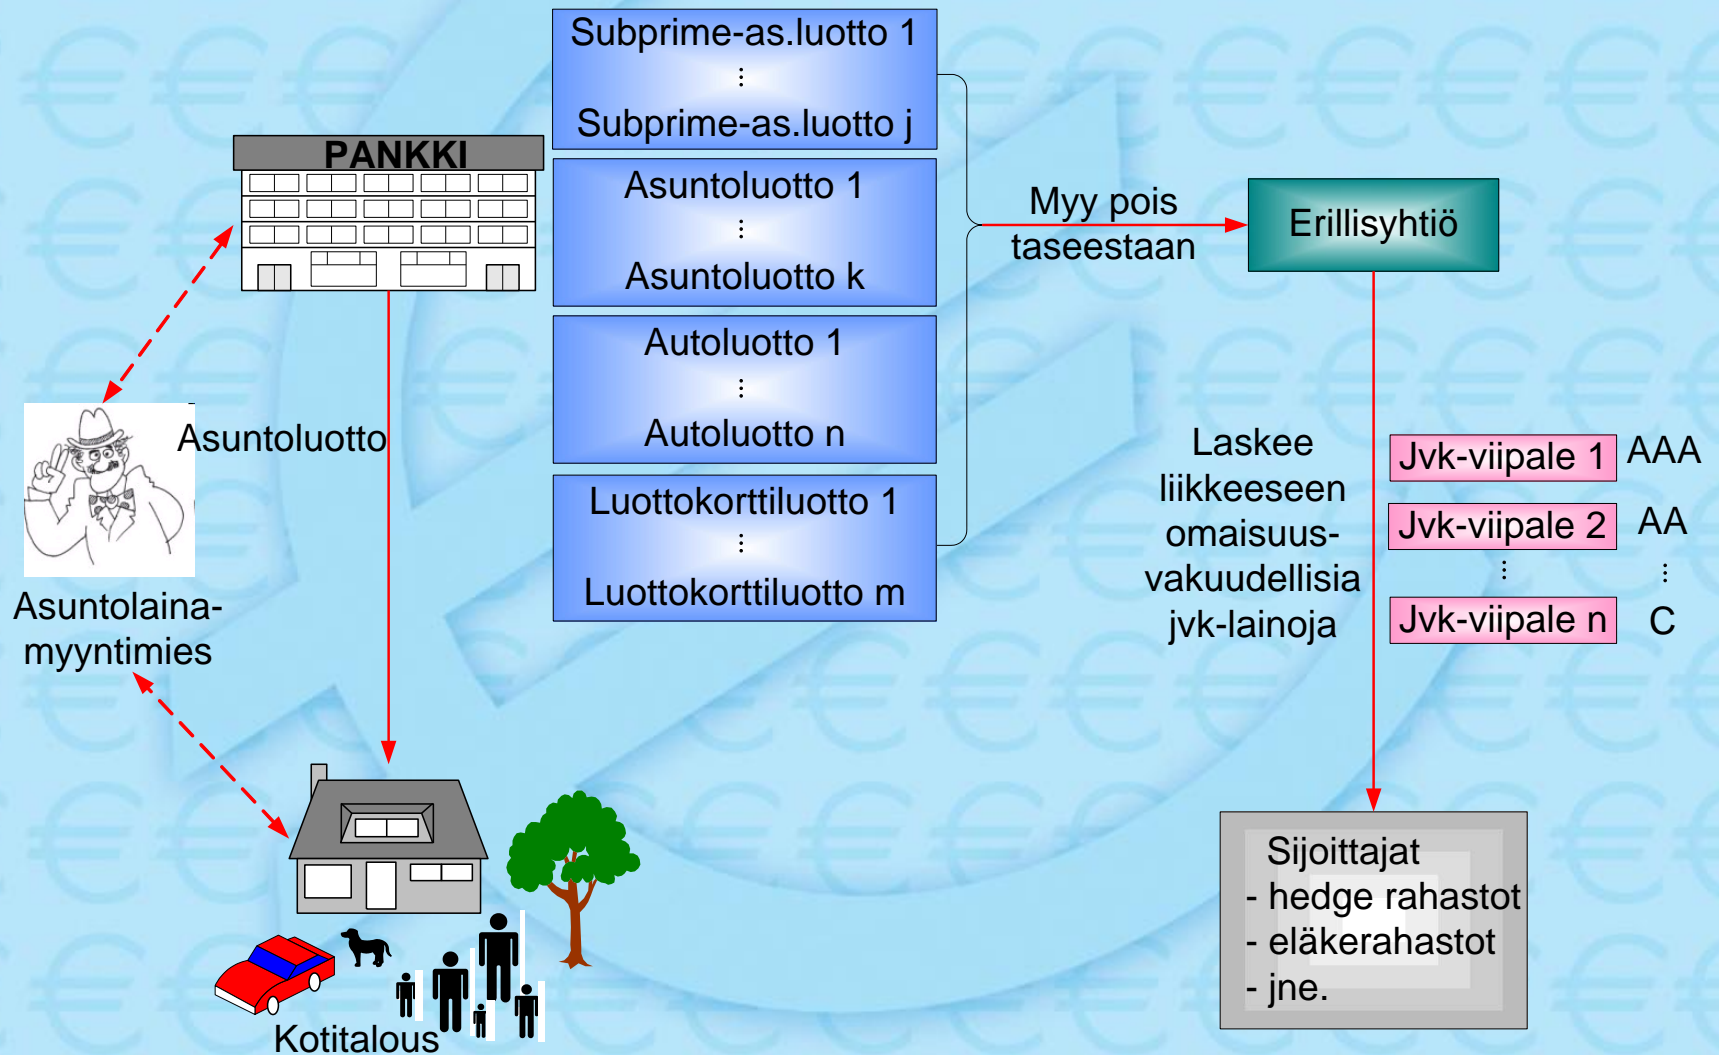 Subprime-as.luotto 1
⋮
Subprime-as.luotto j
PANKKI
Asuntoluotto 1
⋮
Asuntoluotto k
Autoluotto 1
⋮
Autoluotto n
Luottokorttiluotto 1
⋮
Luottokorttiluotto m
Myy pois
taseestaan
Erillisyhtiö
Asuntoluotto
Asuntolaina-
myyntimies
Kotitalous
Laskee
liikkeeseen
omaisuus-
vakuudellisia
jvk-lainoja
Jvk-viipale 1 AAA
Jvk-viipale 2 AA
⋮ ⋮
Jvk-viipale n C
Sijoittajat
- hedge rahastot
- eläkerahastot
- jne.